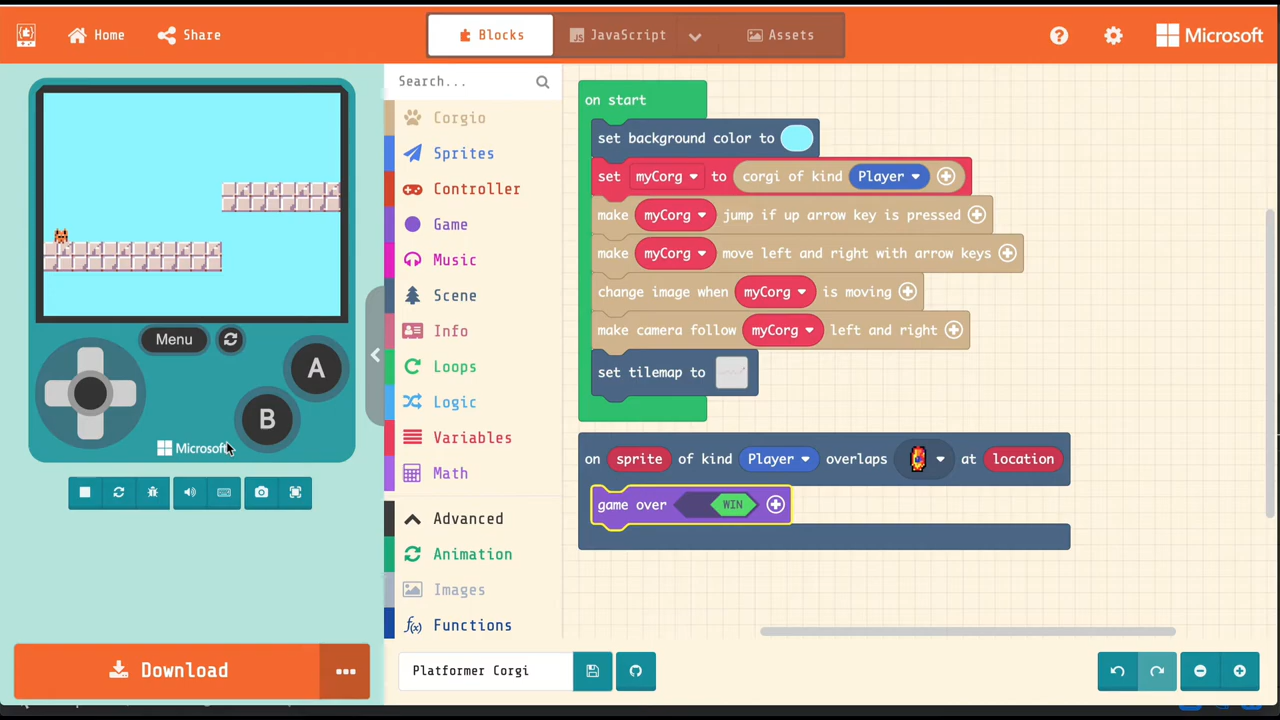 Home
Share
Blocks
JavaScript
Assets
Microsoft
Menu
A
B
Microsoft
Download
Search...
Corgio
Sprites
Controller
Game
Music
Scene
Info
Loops
Logic
Variables
Math
Advanced
Animation
Images
Functions
on start
set background color to
set myCorg to corgi of kind Player
make myCorg jump if up arrow key is pressed
make myCorg move left and right with arrow keys
change image when myCorg is moving
make camera follow myCorg left and right
set tilemap to
on sprite of kind Player overlaps at location
game over WIN
Platformer Corgi